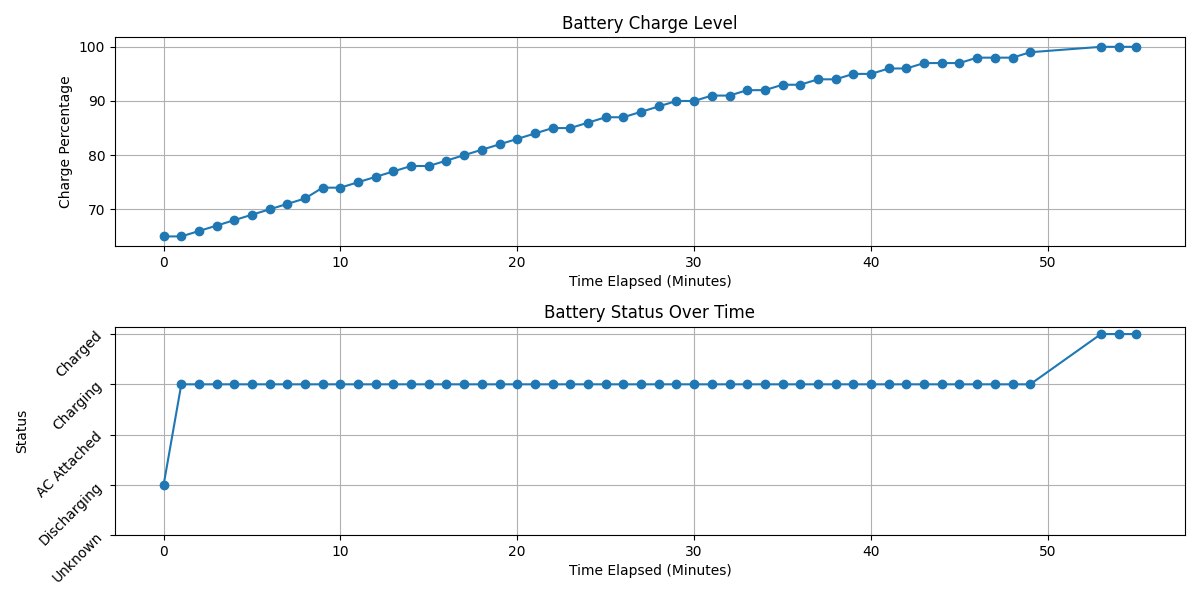 Battery Charge Level
Charge Percentage
100
90
80
70
0 10 20 30 40 50
Time Elapsed (Minutes)
Battery Status Over Time
Status
Charged
Charging
AC Attached
Discharging
Unknown
0 10 20 30 40 50
Time Elapsed (Minutes)